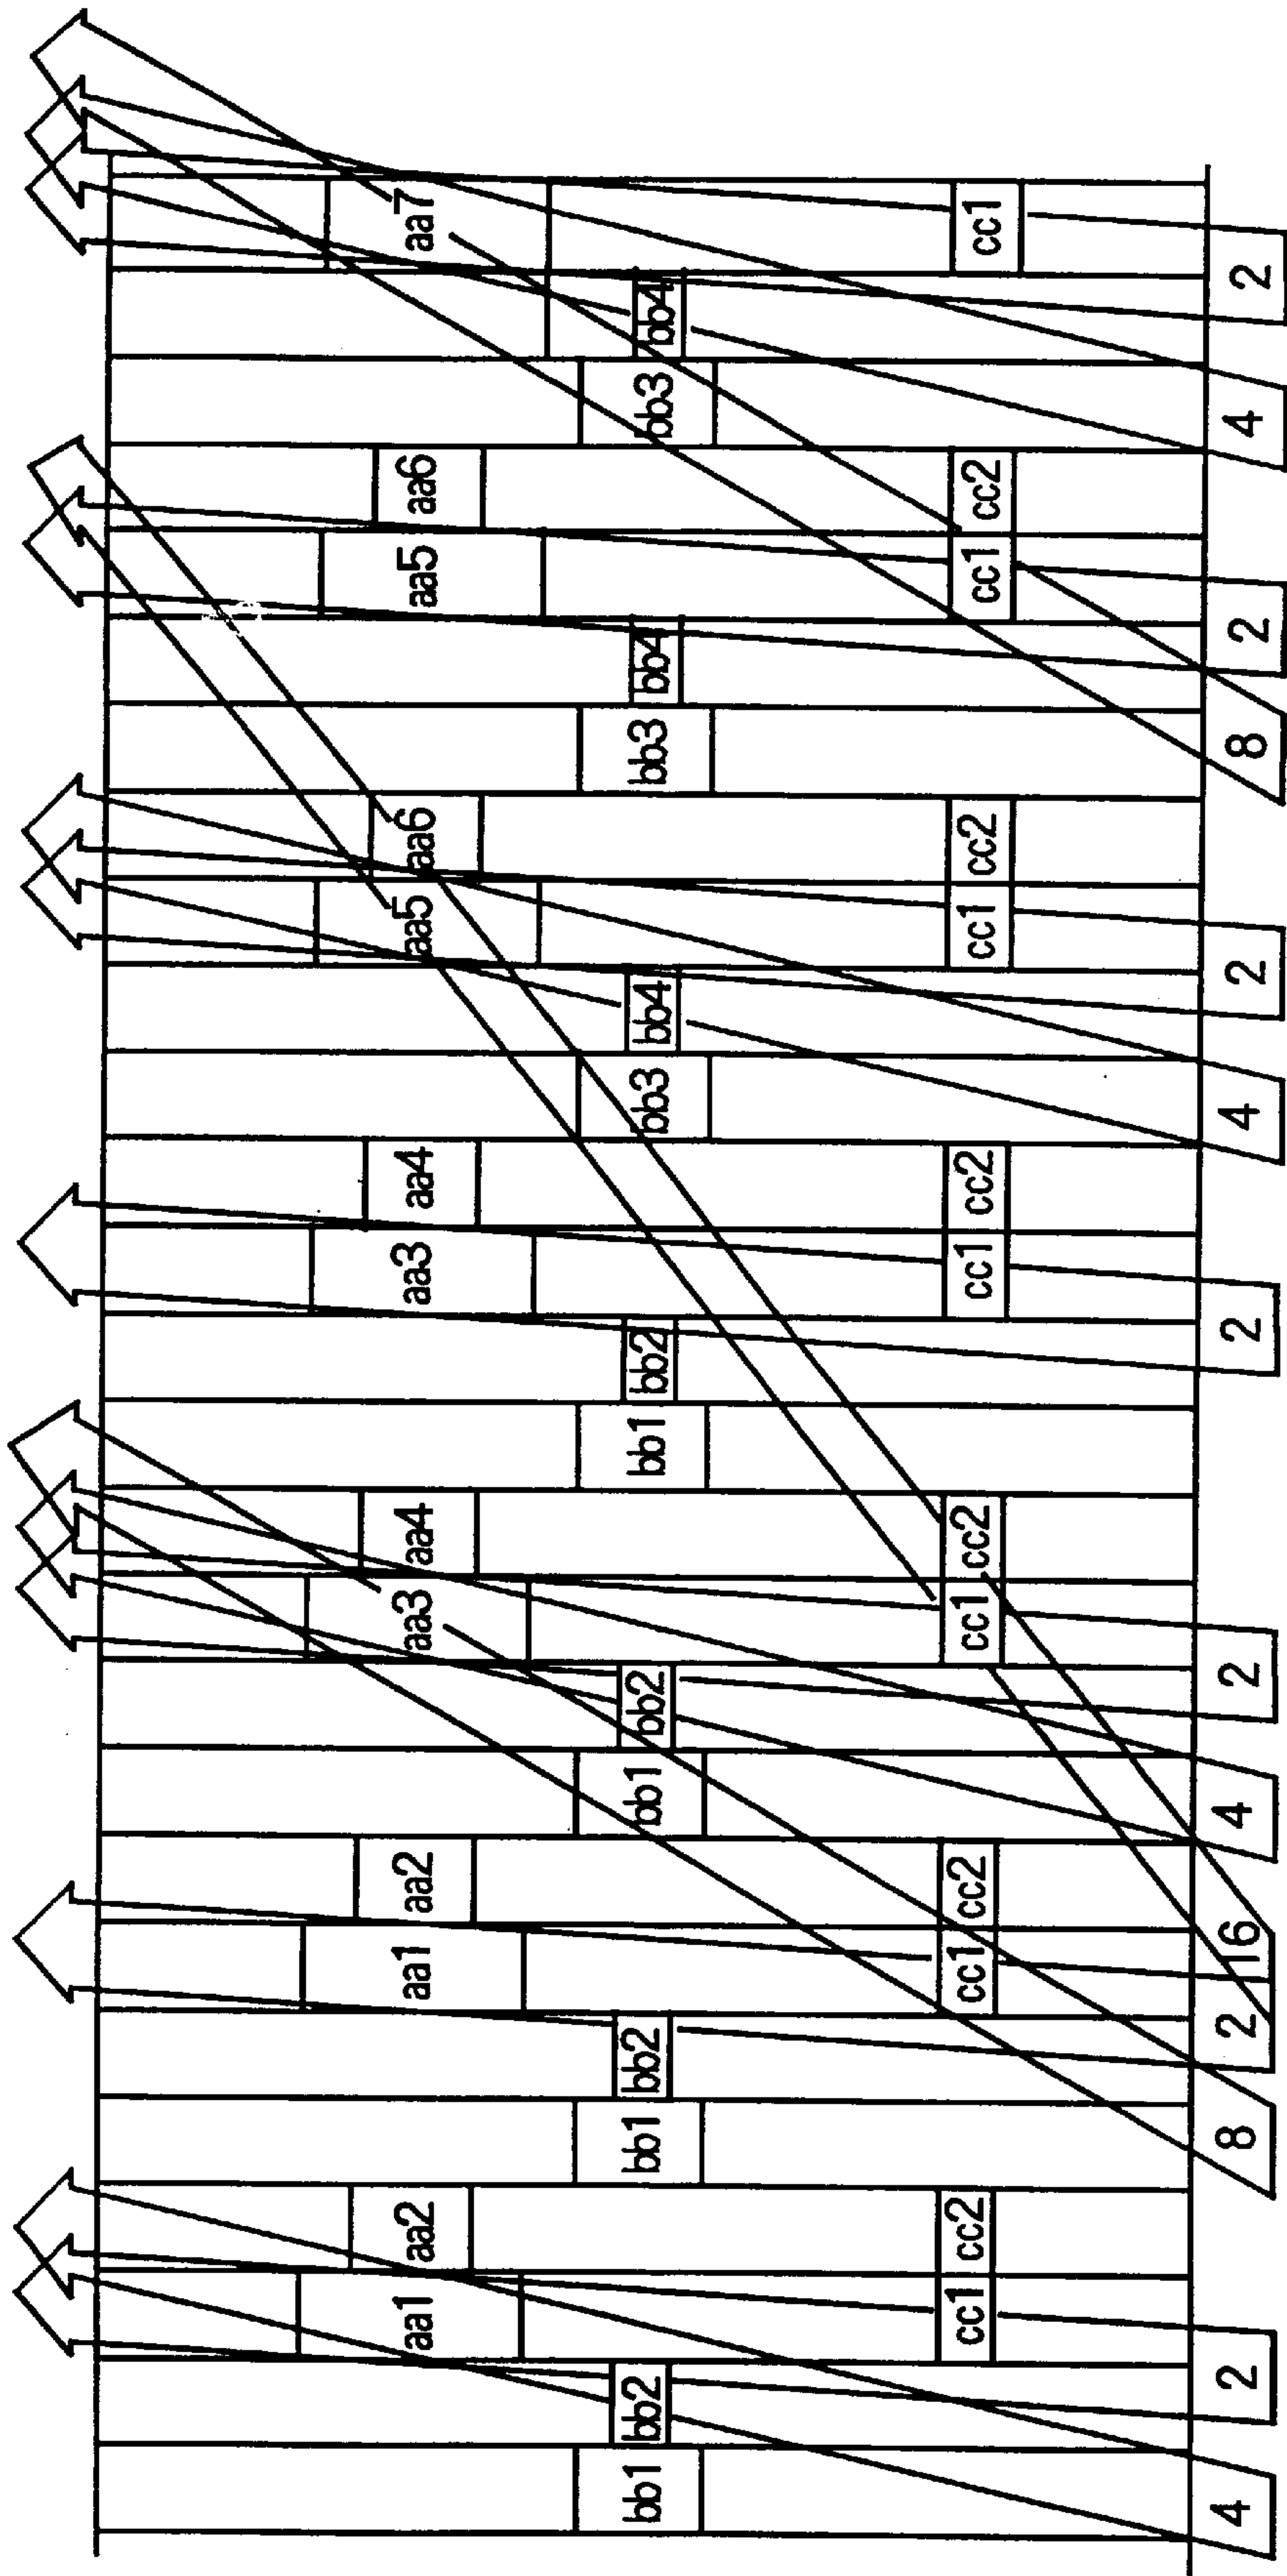 aa1 aa2 aa1 aa2 aa3 aa4 aa3 aa4 aa5 aa6 aa5 aa6 aa7
bb1 bb2 bb1 bb2 bb1 bb2 bb1 bb2 bb3 bb4 bb3 bb4 bb3 bb4
cc1 cc2 cc1 cc2 cc1 cc2 cc1 cc2 cc1 cc2 cc1 cc2 cc1
4 2 8 2 16 4 2 2 4 2 8 2 4 2